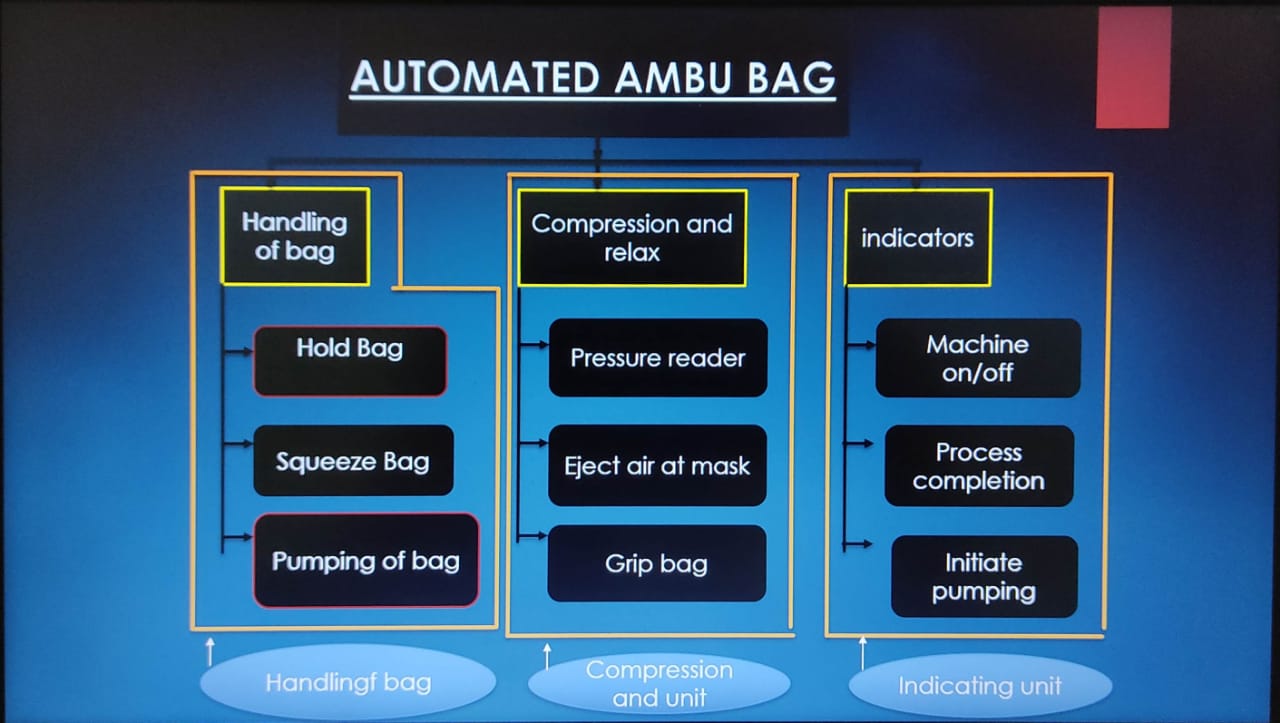 AUTOMATED AMBU BAG
Handling
of bag
Hold Bag
Squeeze Bag
Pumping of bag
Handlingf bag
Compression and
relax
Pressure reader
Eject air at mask
Grip bag
Compression
and unit
indicators
Machine
on/off
Process
completion
Initiate
pumping
Indicating unit